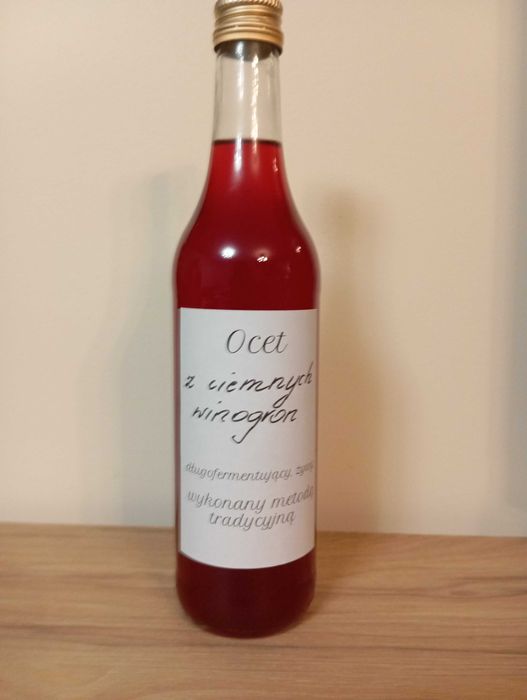 Ocet
z ciemnych
winogron
długofermentujący, żywy,
wykonany metodą
tradycyjną